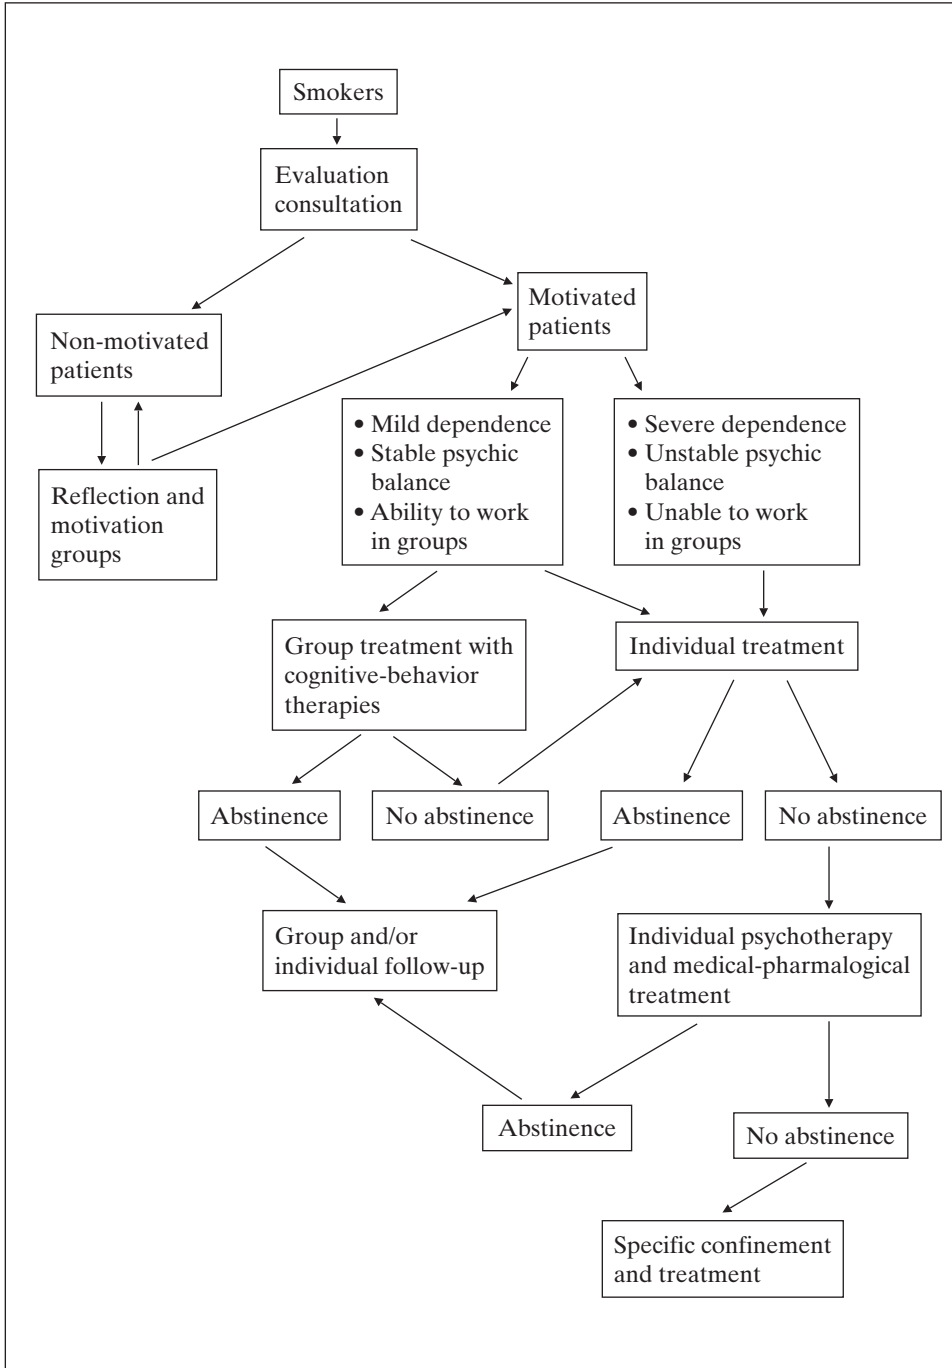 Smokers
Evaluation
consultation
Motivated
patients
Non-motivated
patients
• Mild dependence
• Stable psychic
balance
• Ability to work
in groups
• Severe dependence
• Unstable psychic
balance
• Unable to work
in groups
Reflection and
motivation
groups
Group treatment with
cognitive-behavior
therapies
Individual treatment
Abstinence
No abstinence
Abstinence
No abstinence
Group and/or
individual follow-up
Individual psychotherapy
and medical-pharmalogical
treatment
Abstinence
No abstinence
Specific confinement
and treatment